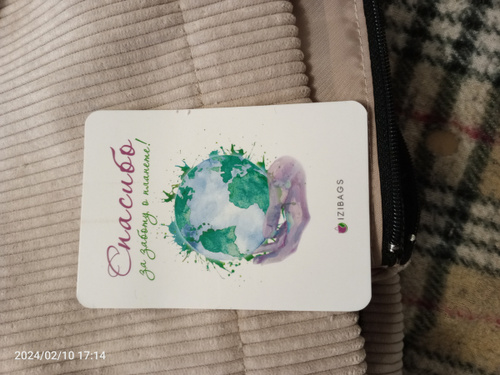 Спасибо
за заботу о планете!
IZIBAGS
2024/02/10 17:14